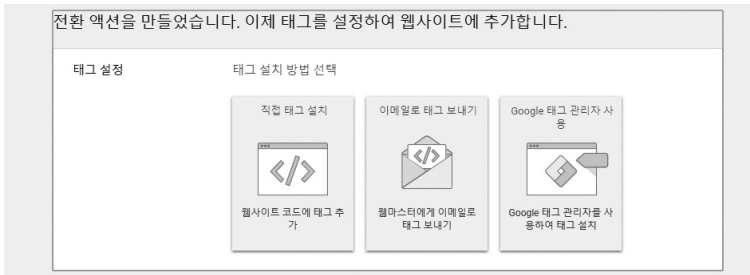 전환 액션을 만들었습니다. 이제 태그를 설정하여 웹사이트에 추가합니다.
태그 설정
태그 설치 방법 선택
직접 태그 설치
</>
웹사이트 코드에 태그 추
가
이메일로 태그 보내기
</>
웹마스터에게 이메일로
태그 보내기
Google 태그 관리자 사
용
Google 태그 관리자를 사
용하여 태그 설치